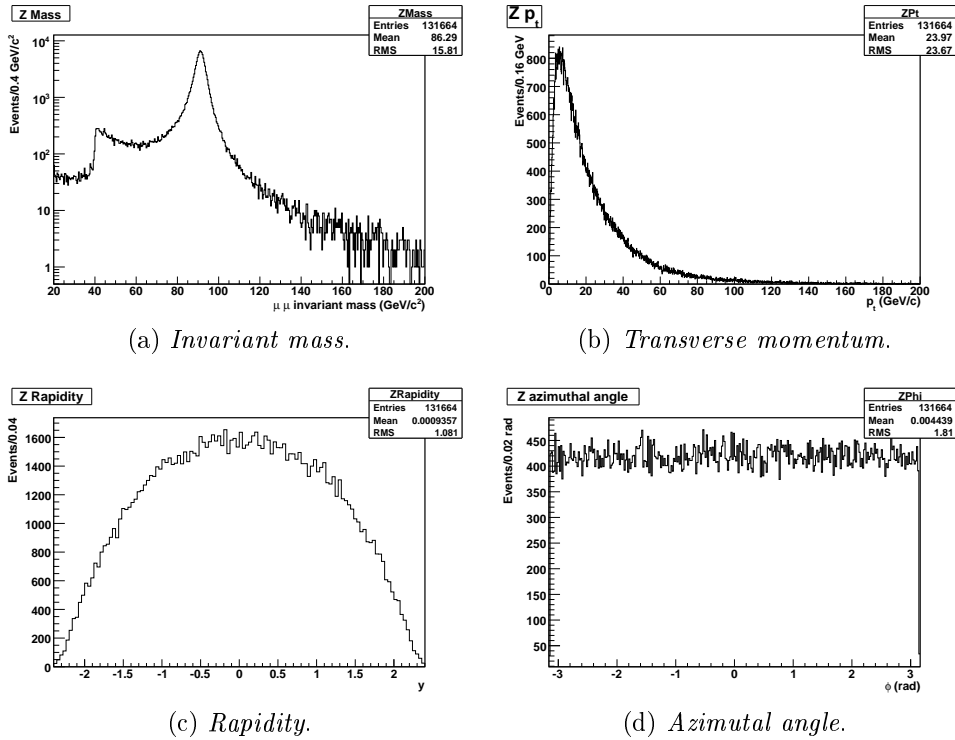 Z Mass
ZMass
Entries 131664
Mean 86.29
RMS 15.81
Events/0.4 GeV/c²
10⁴
10³
10²
10
1
20 40 60 80 100 120 140 160 180 200
μ μ invariant mass (GeV/c²)
(a) Invariant mass.
Z pₜ
ZPt
Entries 131664
Mean 23.97
RMS 23.67
Events/0.16 GeV
800
700
600
500
400
300
200
100
0
0 20 40 60 80 100 120 140 160 180 200
pₜ (GeV/c)
(b) Transverse momentum.
Z Rapidity
ZRapidity
Entries 131664
Mean 0.0009357
RMS 1.081
Events/0.04
1600
1400
1200
1000
800
600
400
200
0
-2 -1.5 -1 -0.5 0 0.5 1 1.5 2
y
(c) Rapidity.
Z azimuthal angle
ZPhi
Entries 131664
Mean 0.004439
RMS 1.81
Events/0.02 rad
450
400
350
300
250
200
150
100
50
-3 -2 -1 0 1 2 3
ϕ (rad)
(d) Azimutal angle.